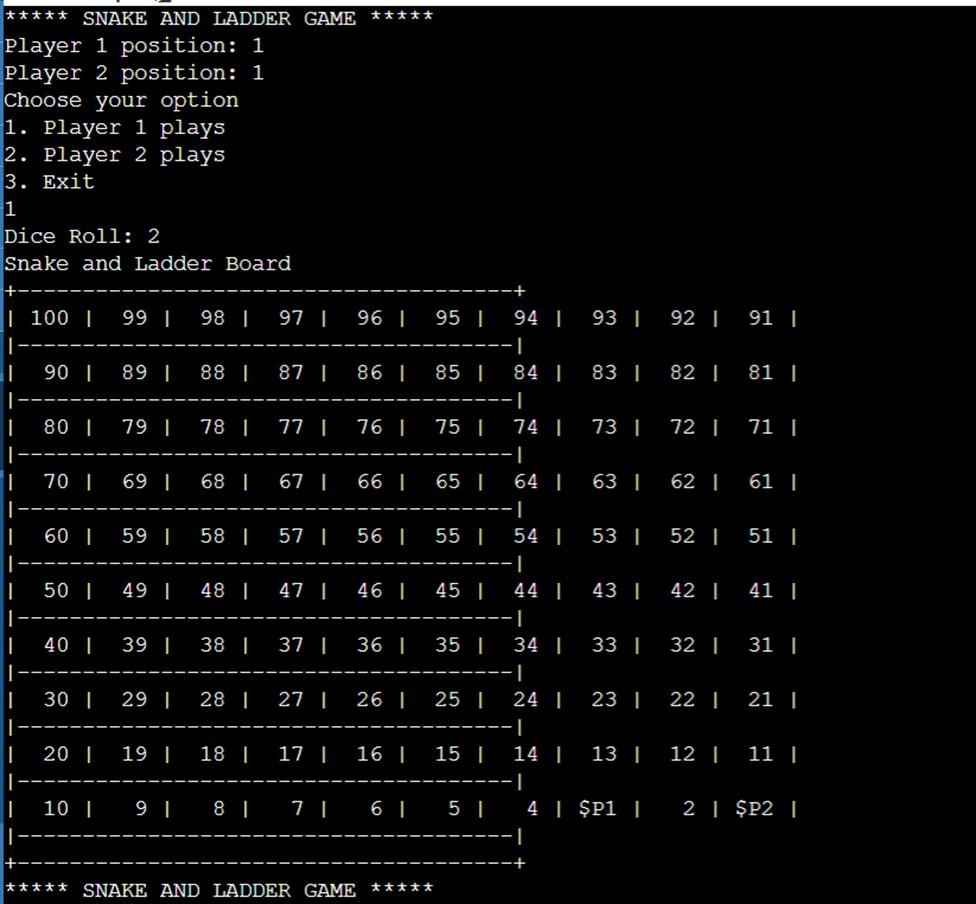 ***** SNAKE AND LADDER GAME *****
Player 1 position: 1
Player 2 position: 1
Choose your option
1. Player 1 plays
2. Player 2 plays
3. Exit
1
Dice Roll: 2
Snake and Ladder Board
+--------------------------------------+
| 100 |  99 |  98 |  97 |  96 |  95 |  94 |  93 |  92 |  91 |
|--------------------------------------|
|  90 |  89 |  88 |  87 |  86 |  85 |  84 |  83 |  82 |  81 |
|--------------------------------------|
|  80 |  79 |  78 |  77 |  76 |  75 |  74 |  73 |  72 |  71 |
|--------------------------------------|
|  70 |  69 |  68 |  67 |  66 |  65 |  64 |  63 |  62 |  61 |
|--------------------------------------|
|  60 |  59 |  58 |  57 |  56 |  55 |  54 |  53 |  52 |  51 |
|--------------------------------------|
|  50 |  49 |  48 |  47 |  46 |  45 |  44 |  43 |  42 |  41 |
|--------------------------------------|
|  40 |  39 |  38 |  37 |  36 |  35 |  34 |  33 |  32 |  31 |
|--------------------------------------|
|  30 |  29 |  28 |  27 |  26 |  25 |  24 |  23 |  22 |  21 |
|--------------------------------------|
|  20 |  19 |  18 |  17 |  16 |  15 |  14 |  13 |  12 |  11 |
|--------------------------------------|
|  10 |   9 |   8 |   7 |   6 |   5 |   4 | $P1 |   2 | $P2 |
|--------------------------------------|
+--------------------------------------+
***** SNAKE AND LADDER GAME *****